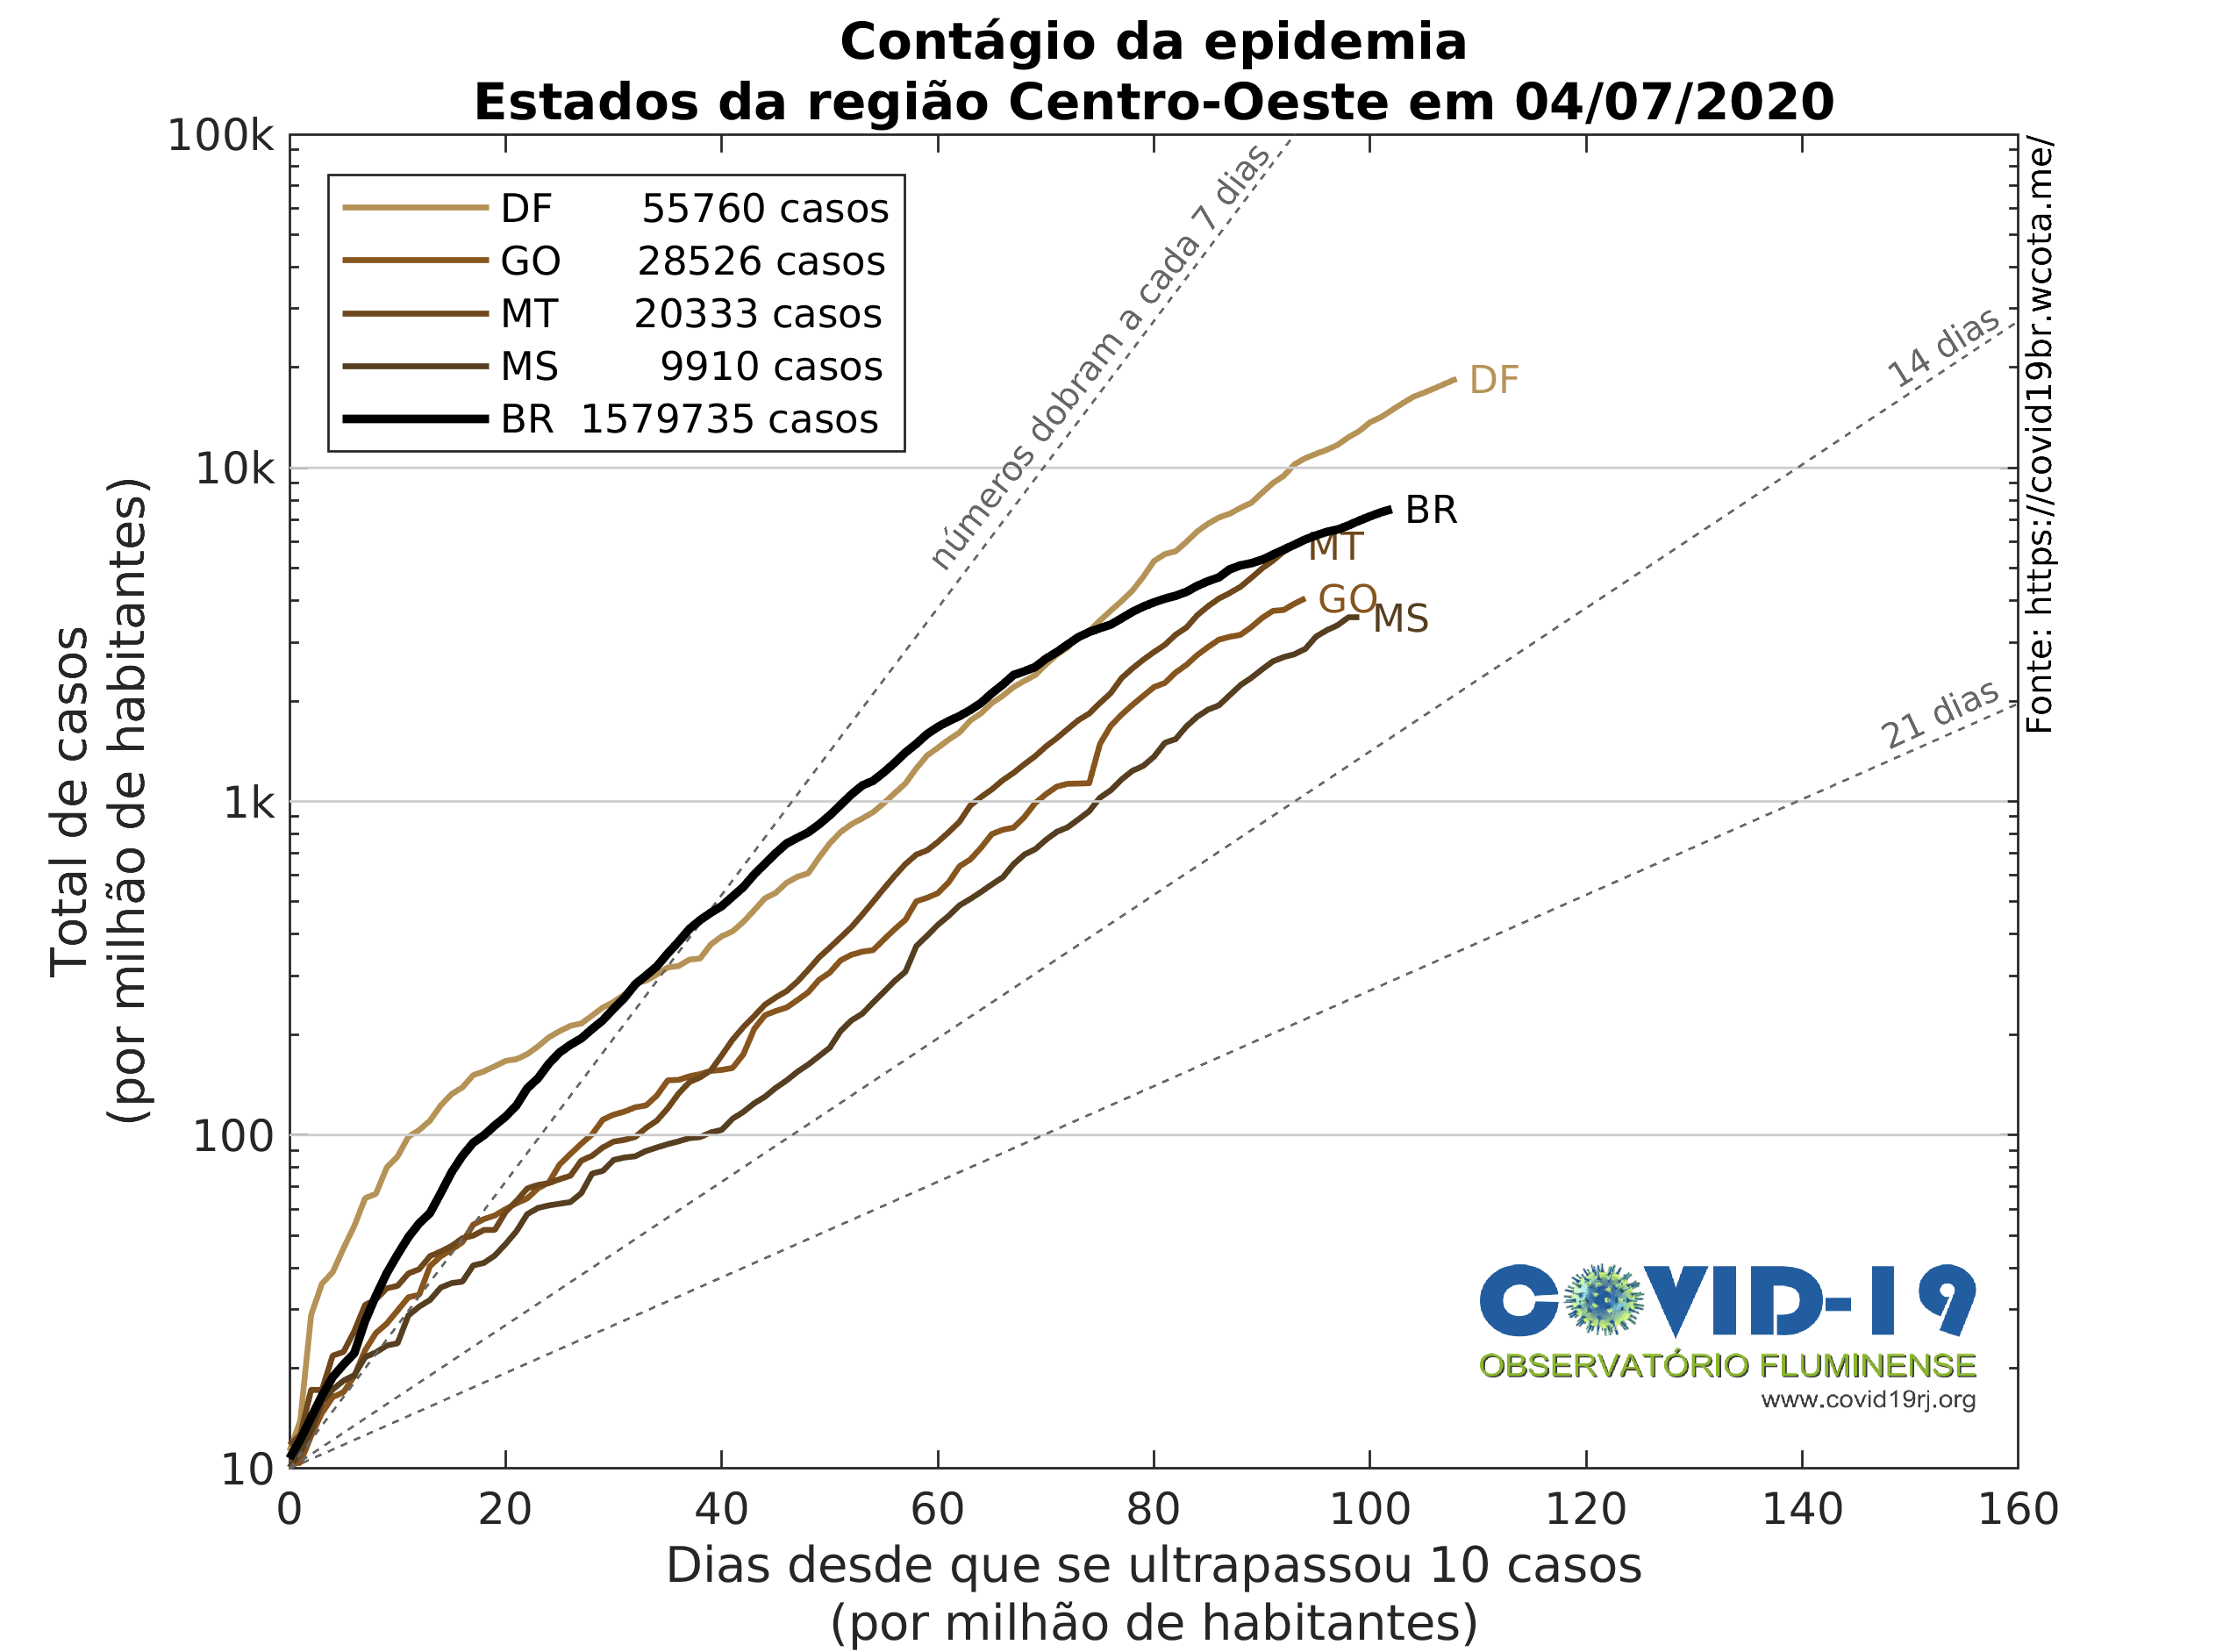 Contágio da epidemia
Estados da região Centro-Oeste em 04/07/2020
100k
10k
1k
100
10
Total de casos
(por milhão de habitantes)
DF 55760 casos
GO 28526 casos
MT 20333 casos
MS 9910 casos
BR 1579735 casos
números dobram a cada 7 dias
14 dias
21 dias
DF
BR
MT
GO
MS
Fonte: https://covid19br.wcota.me/
COVID-19
OBSERVATÓRIO FLUMINENSE
www.covid19rj.org
0 20 40 60 80 100 120 140 160
Dias desde que se ultrapassou 10 casos
(por milhão de habitantes)